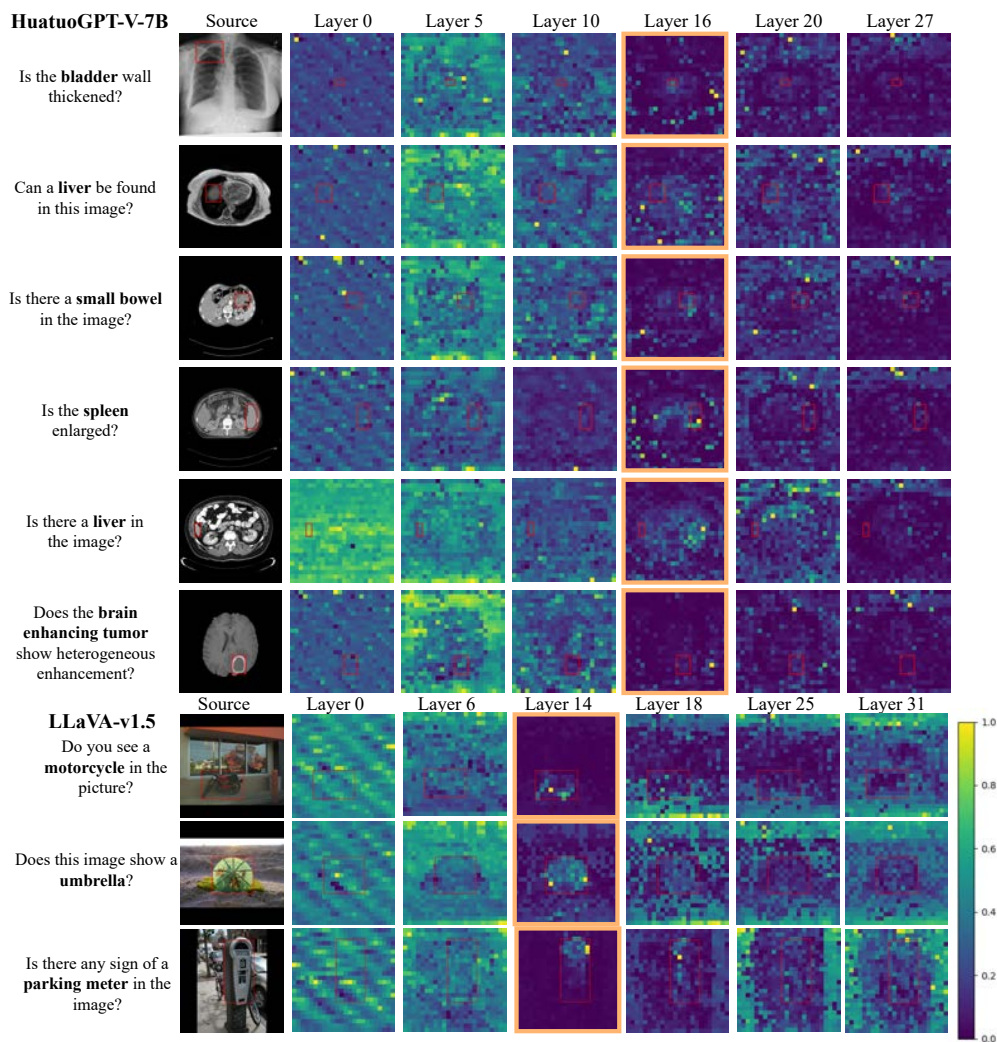 HuatuoGPT-V-7B Source Layer 0 Layer 5 Layer 10 Layer 16 Layer 20 Layer 27
Is the bladder wall
thickened?
Can a liver be found
in this image?
Is there a small bowel
in the image?
Is the spleen
enlarged?
Is there a liver in
the image?
Does the brain
enhancing tumor
show heterogeneous
enhancement?
LLaVA-v1.5 Source Layer 0 Layer 6 Layer 14 Layer 18 Layer 25 Layer 31
Do you see a
motorcycle in the
picture?
Does this image show a
umbrella?
Is there any sign of a
parking meter in the
image?
1.0
0.8
0.6
0.4
0.2
0.0